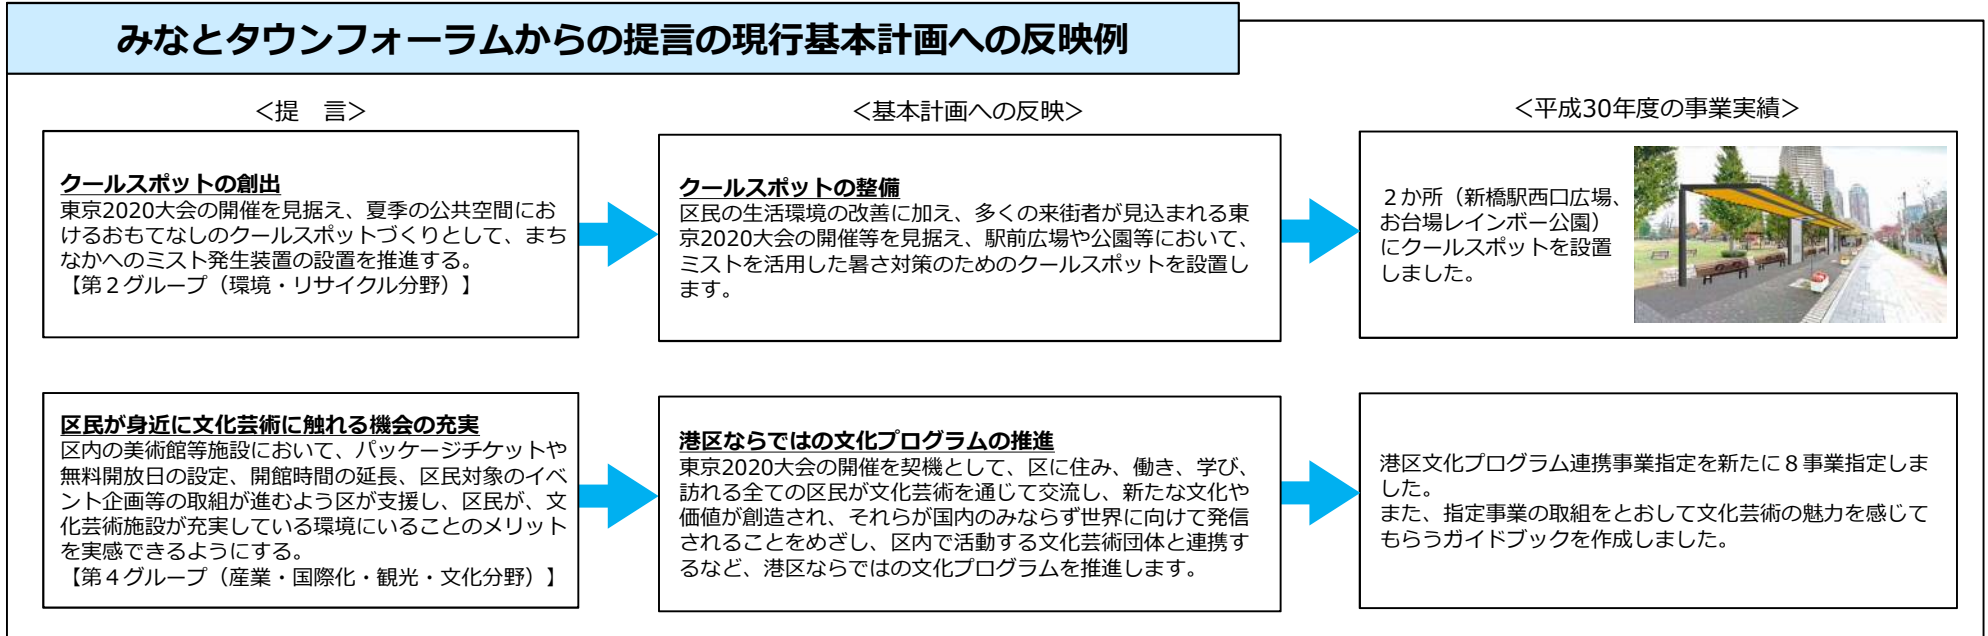 みなとタウンフォーラムからの提言の現行基本計画への反映例
＜提　言＞
＜基本計画への反映＞
＜平成30年度の事業実績＞
クールスポットの創出
東京2020大会の開催を見据え、夏季の公共空間にお
けるおもてなしのクールスポットづくりとして、まち
なかへのミスト発生装置の設置を推進する。
【第２グループ（環境・リサイクル分野）】
クールスポットの整備
区民の生活環境の改善に加え、多くの来街者が見込まれる東
京2020大会の開催等を見据え、駅前広場や公園等において、
ミストを活用した暑さ対策のためのクールスポットを設置し
ます。
２か所（新橋駅西口広場、
お台場レインボー公園）
にクールスポットを設置
しました。
区民が身近に文化芸術に触れる機会の充実
区内の美術館等施設において、パッケージチケットや
無料開放日の設定、開館時間の延長、区民対象のイベ
ント企画等の取組が進むよう区が支援し、区民が、文
化芸術施設が充実している環境にいることのメリット
を実感できるようにする。
【第４グループ（産業・国際化・観光・文化分野）】
港区ならではの文化プログラムの推進
東京2020大会の開催を契機として、区に住み、働き、学び、
訪れる全ての区民が文化芸術を通じて交流し、新たな文化や
価値が創造され、それらが国内のみならず世界に向けて発信
されることをめざし、区内で活動する文化芸術団体と連携す
るなど、港区ならではの文化プログラムを推進します。
港区文化プログラム連携事業指定を新たに８事業指定しま
した。
また、指定事業の取組をとおして文化芸術の魅力を感じて
もらうガイドブックを作成しました。